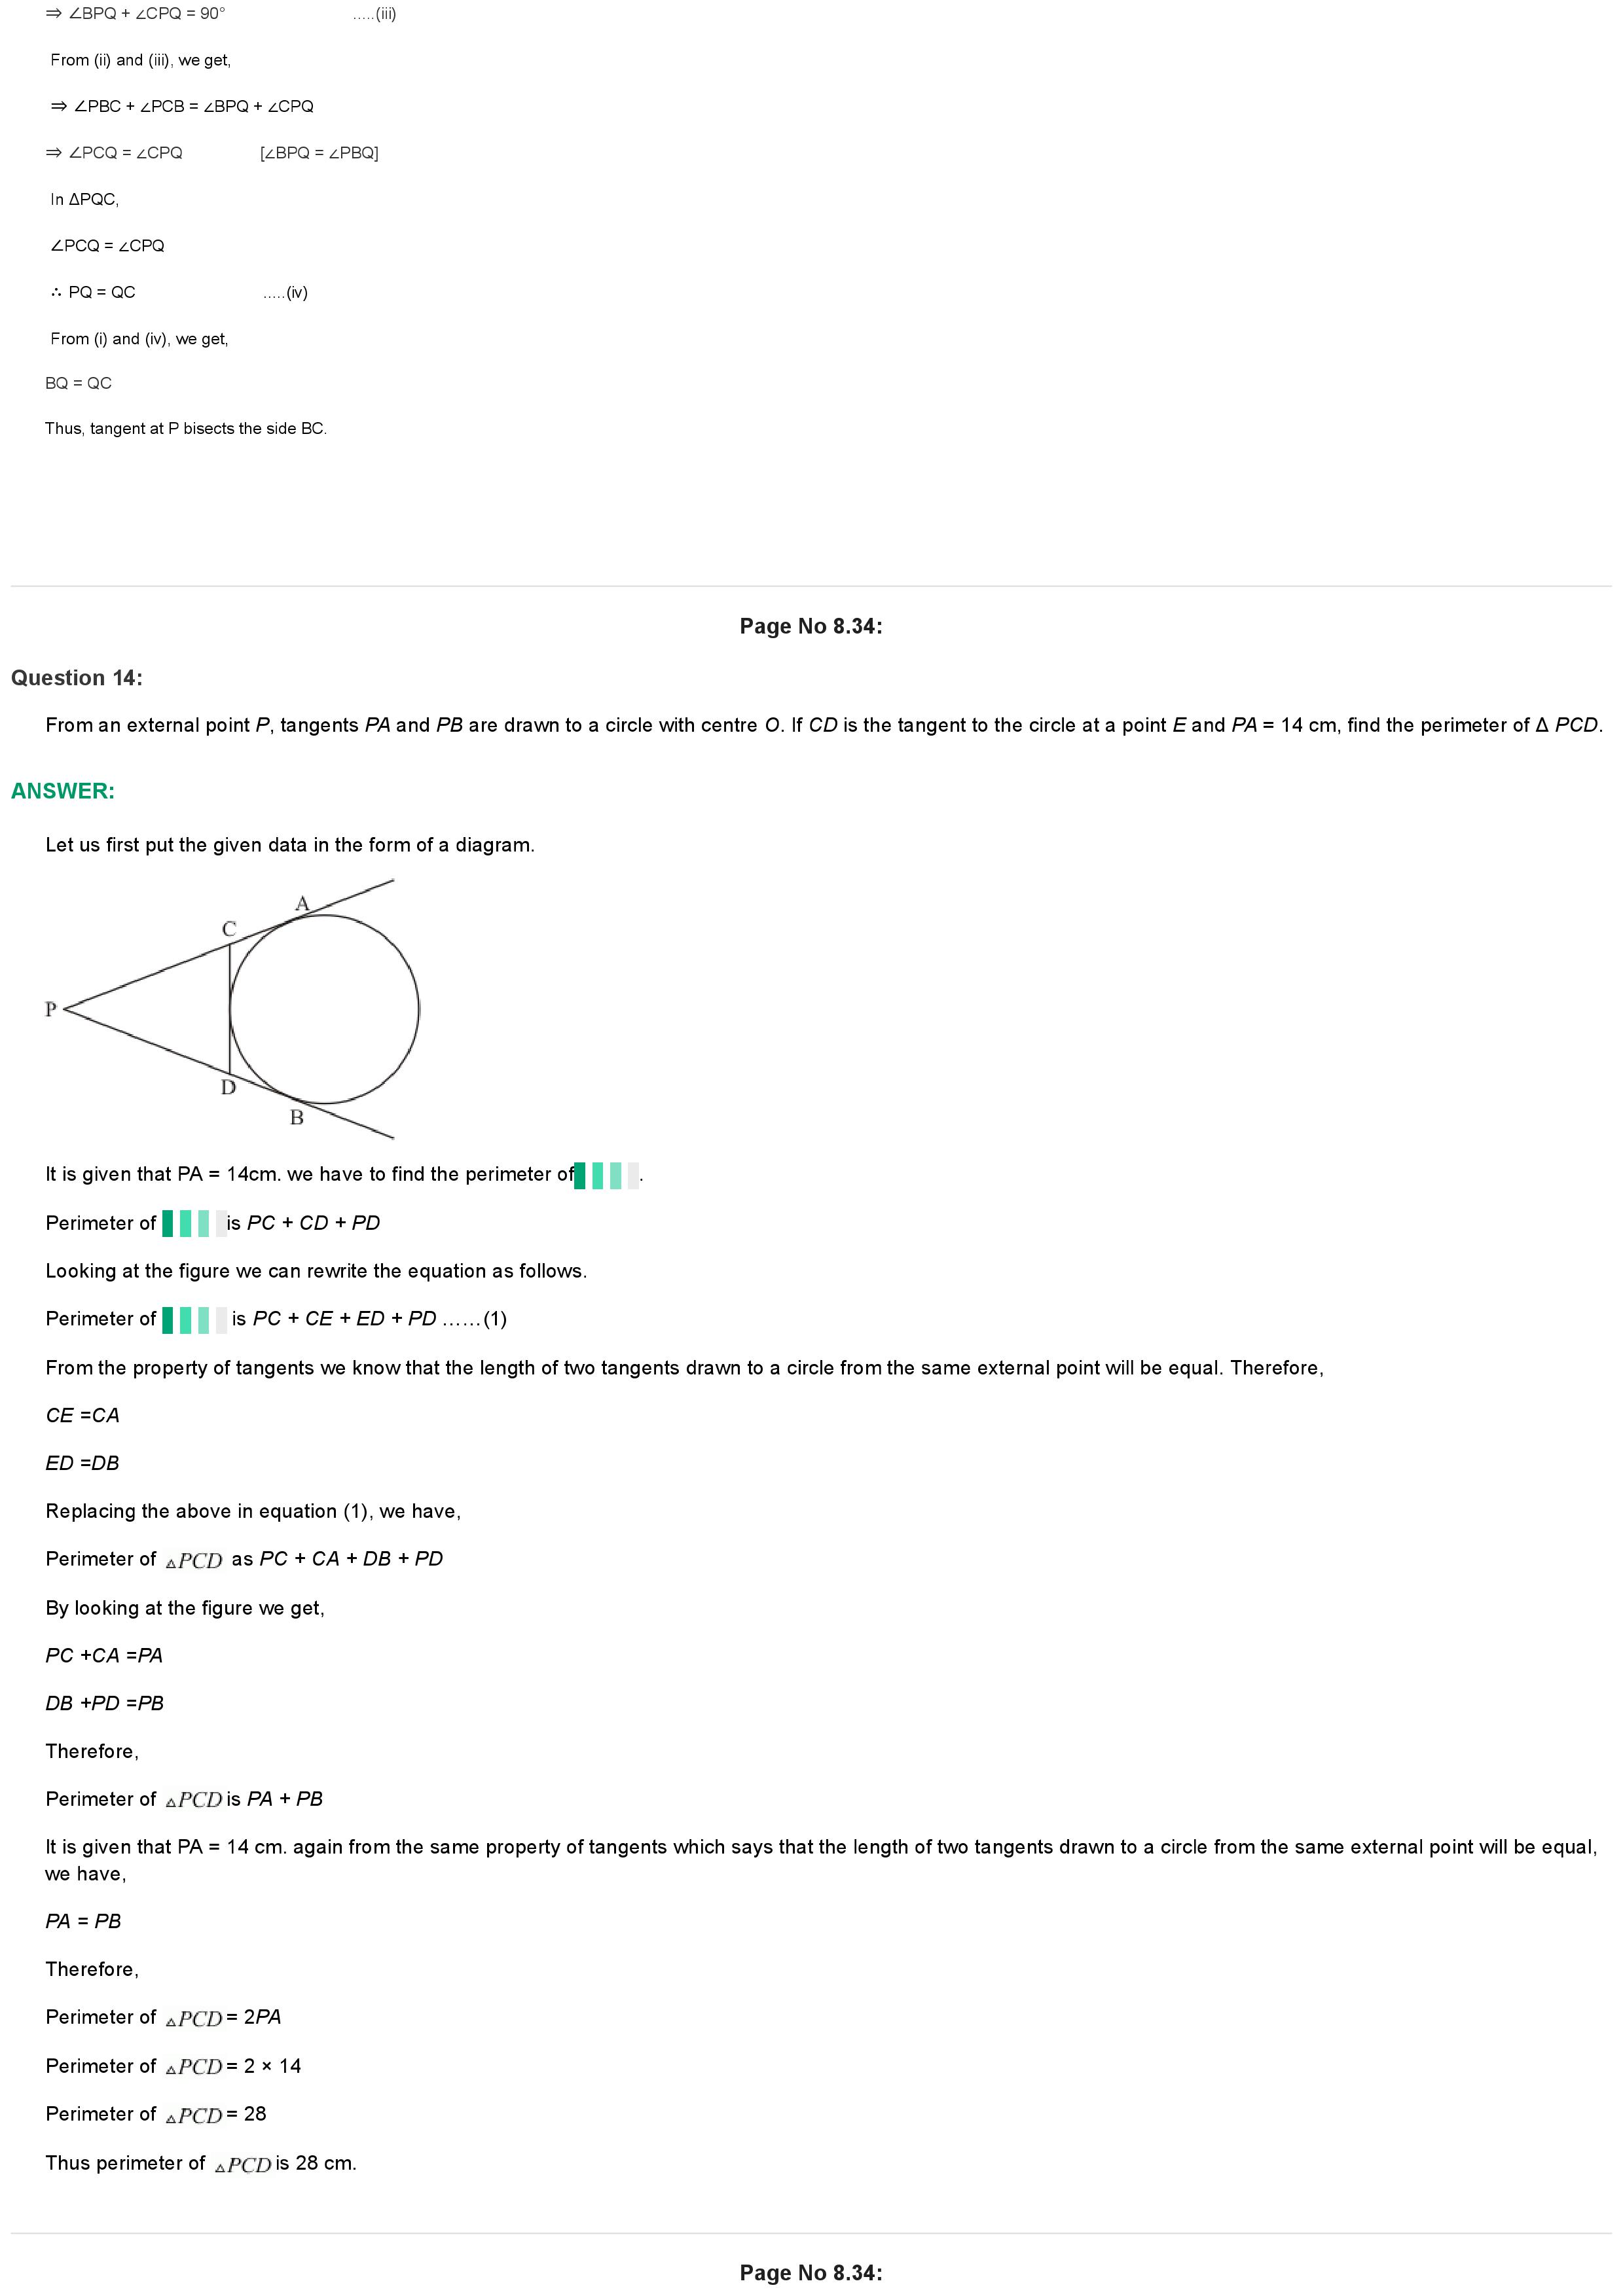 ⇒ ∠BPQ + ∠CPQ = 90° .....(iii)
From (ii) and (iii), we get,
⇒ ∠PBC + ∠PCB = ∠BPQ + ∠CPQ
⇒ ∠PCQ = ∠CPQ [∠BPQ = ∠PBQ]
In ΔPQC,
∠PCQ = ∠CPQ
∴ PQ = QC .....(iv)
From (i) and (iv), we get,
BQ = QC
Thus, tangent at P bisects the side BC.
Page No 8.34:
Question 14:
From an external point P, tangents PA and PB are drawn to a circle with centre O. If CD is the tangent to the circle at a point E and PA = 14 cm, find the perimeter of Δ PCD.
ANSWER:
Let us first put the given data in the form of a diagram.
A
C
P
D
B
It is given that PA = 14cm. we have to find the perimeter of .
Perimeter of is PC + CD + PD
Looking at the figure we can rewrite the equation as follows.
Perimeter of is PC + CE + ED + PD ……(1)
From the property of tangents we know that the length of two tangents drawn to a circle from the same external point will be equal. Therefore,
CE =CA
ED =DB
Replacing the above in equation (1), we have,
Perimeter of △PCD as PC + CA + DB + PD
By looking at the figure we get,
PC +CA =PA
DB +PD =PB
Therefore,
Perimeter of △PCD is PA + PB
It is given that PA = 14 cm. again from the same property of tangents which says that the length of two tangents drawn to a circle from the same external point will be equal,
we have,
PA = PB
Therefore,
Perimeter of △PCD = 2PA
Perimeter of △PCD = 2 × 14
Perimeter of △PCD = 28
Thus perimeter of △PCD is 28 cm.
Page No 8.34: